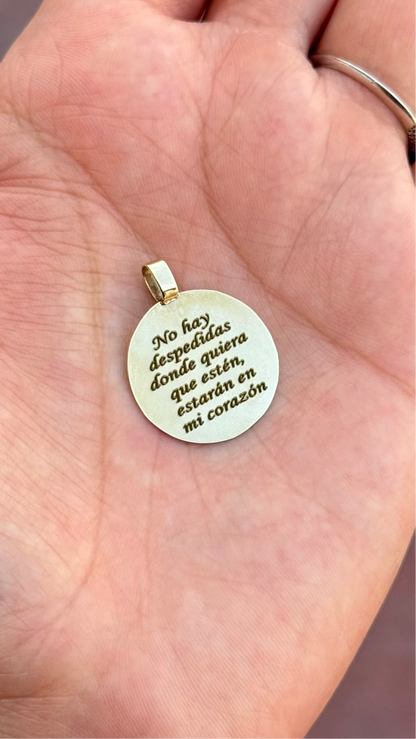 No hay
despedidas
donde quiera
que estén,
estarán en
mi corazón